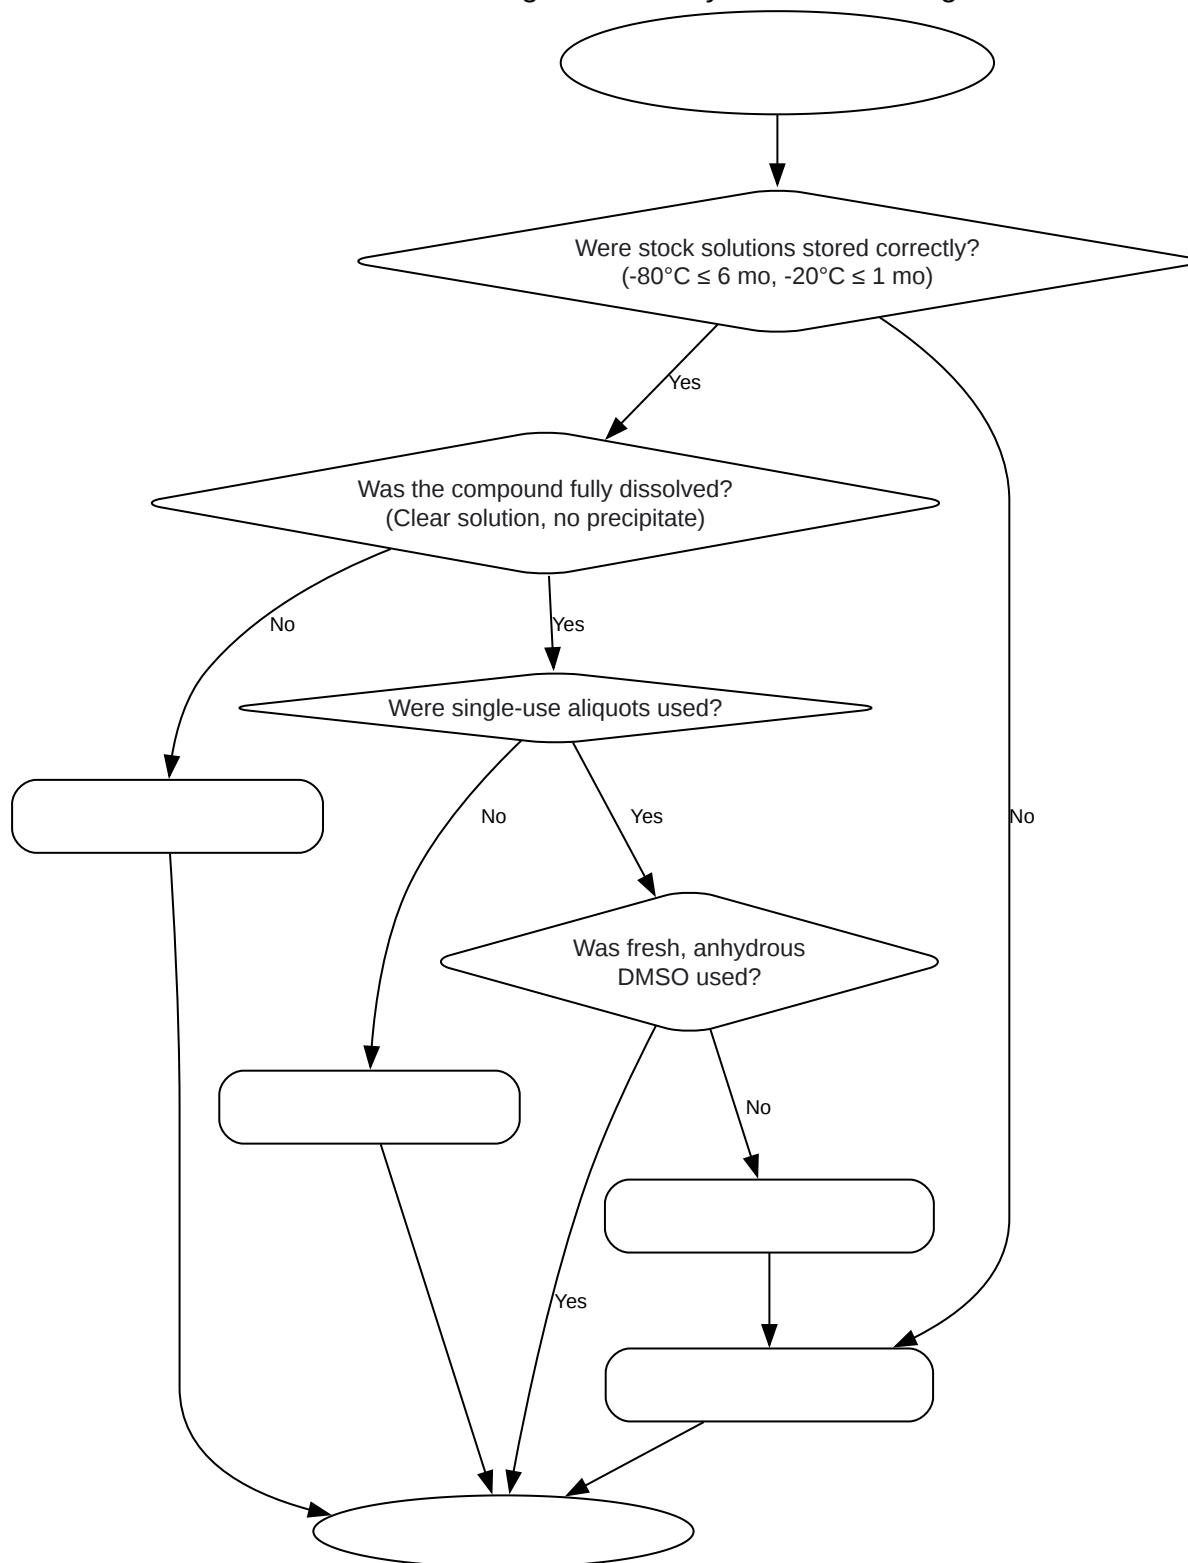 Were stock solutions stored correctly?
(-80°C ≤ 6 mo, -20°C ≤ 1 mo)
Yes
Was the compound fully dissolved?
(Clear solution, no precipitate)
No
Yes
Were single-use aliquots used?
No
Yes
No
Was fresh, anhydrous
DMSO used?
No
Yes